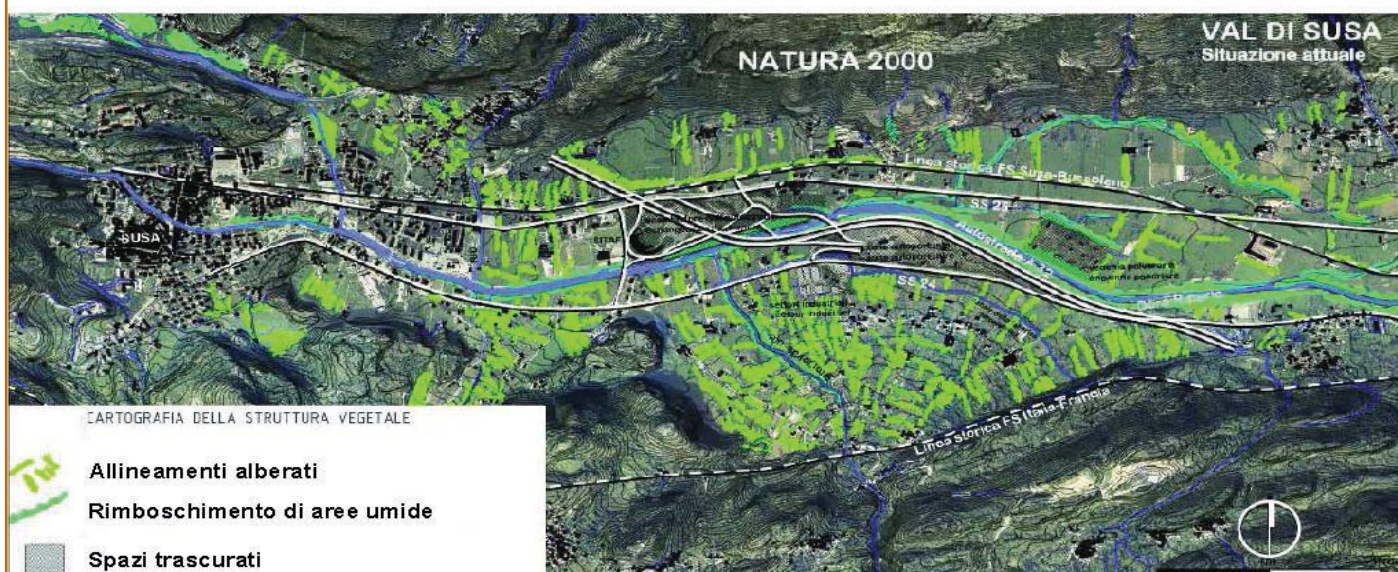 VAL DI SUSA
Situazione attuale
NATURA 2000
Linea storica FS Susa-Bussoleno
SS 25
SUSA
SITAF
Autostrada
SS 24
Linea storica FS Italia-Francia
CARTOGRAFIA DELLA STRUTTURA VEGETALE
Allineamenti alberati
Rimboschimento di aree umide
Spazi trascurati